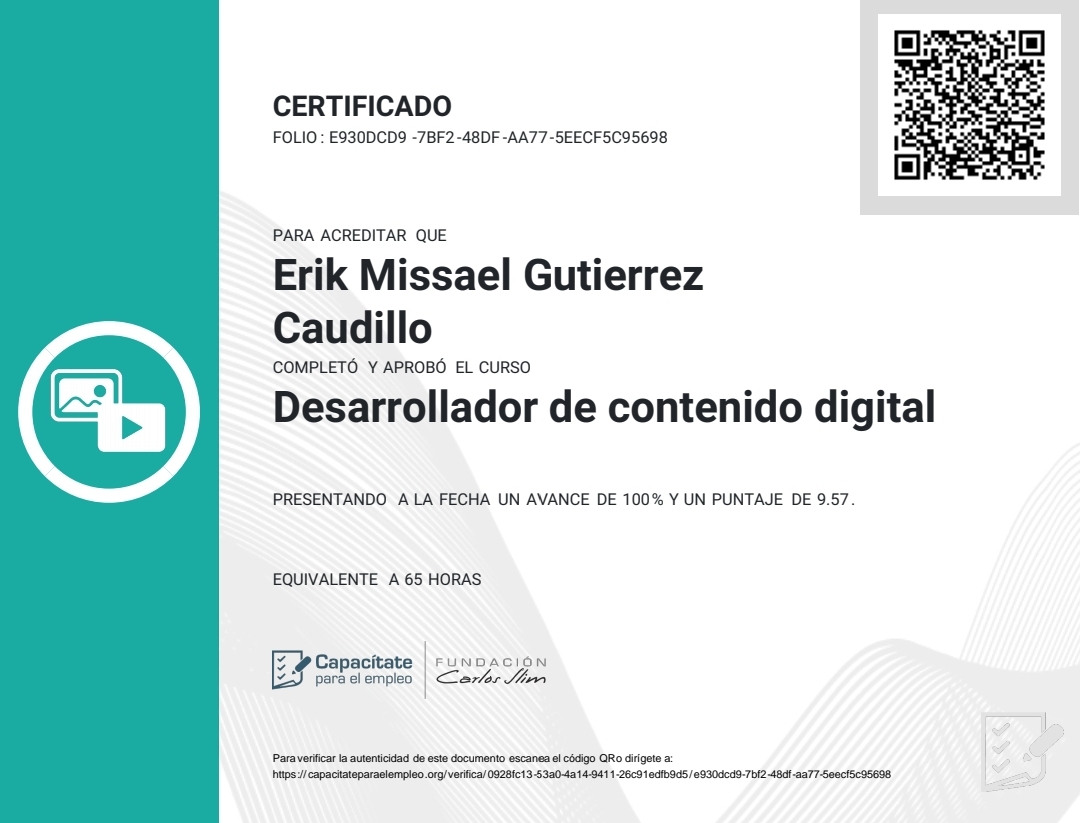 CERTIFICADO
FOLIO : E930DCD9 -7BF2-48DF-AA77-5EECF5C95698
PARA ACREDITAR QUE
Erik Missael Gutierrez
Caudillo
COMPLETÓ Y APROBÓ EL CURSO
Desarrollador de contenido digital
PRESENTANDO A LA FECHA UN AVANCE DE 100% Y UN PUNTAJE DE 9.57.
EQUIVALENTE A 65 HORAS
Capacítate
para el empleo
FUNDACIÓN
Carlos Slim
Para verificar la autenticidad de este documento escanea el código QR o dirígete a:
https://capacitateparaelempleo.org/verifica/0928fc13-53a0-4a14-9411-26c91edfb9d5/e930dcd9-7bf2-48df-aa77-5eecf5c95698